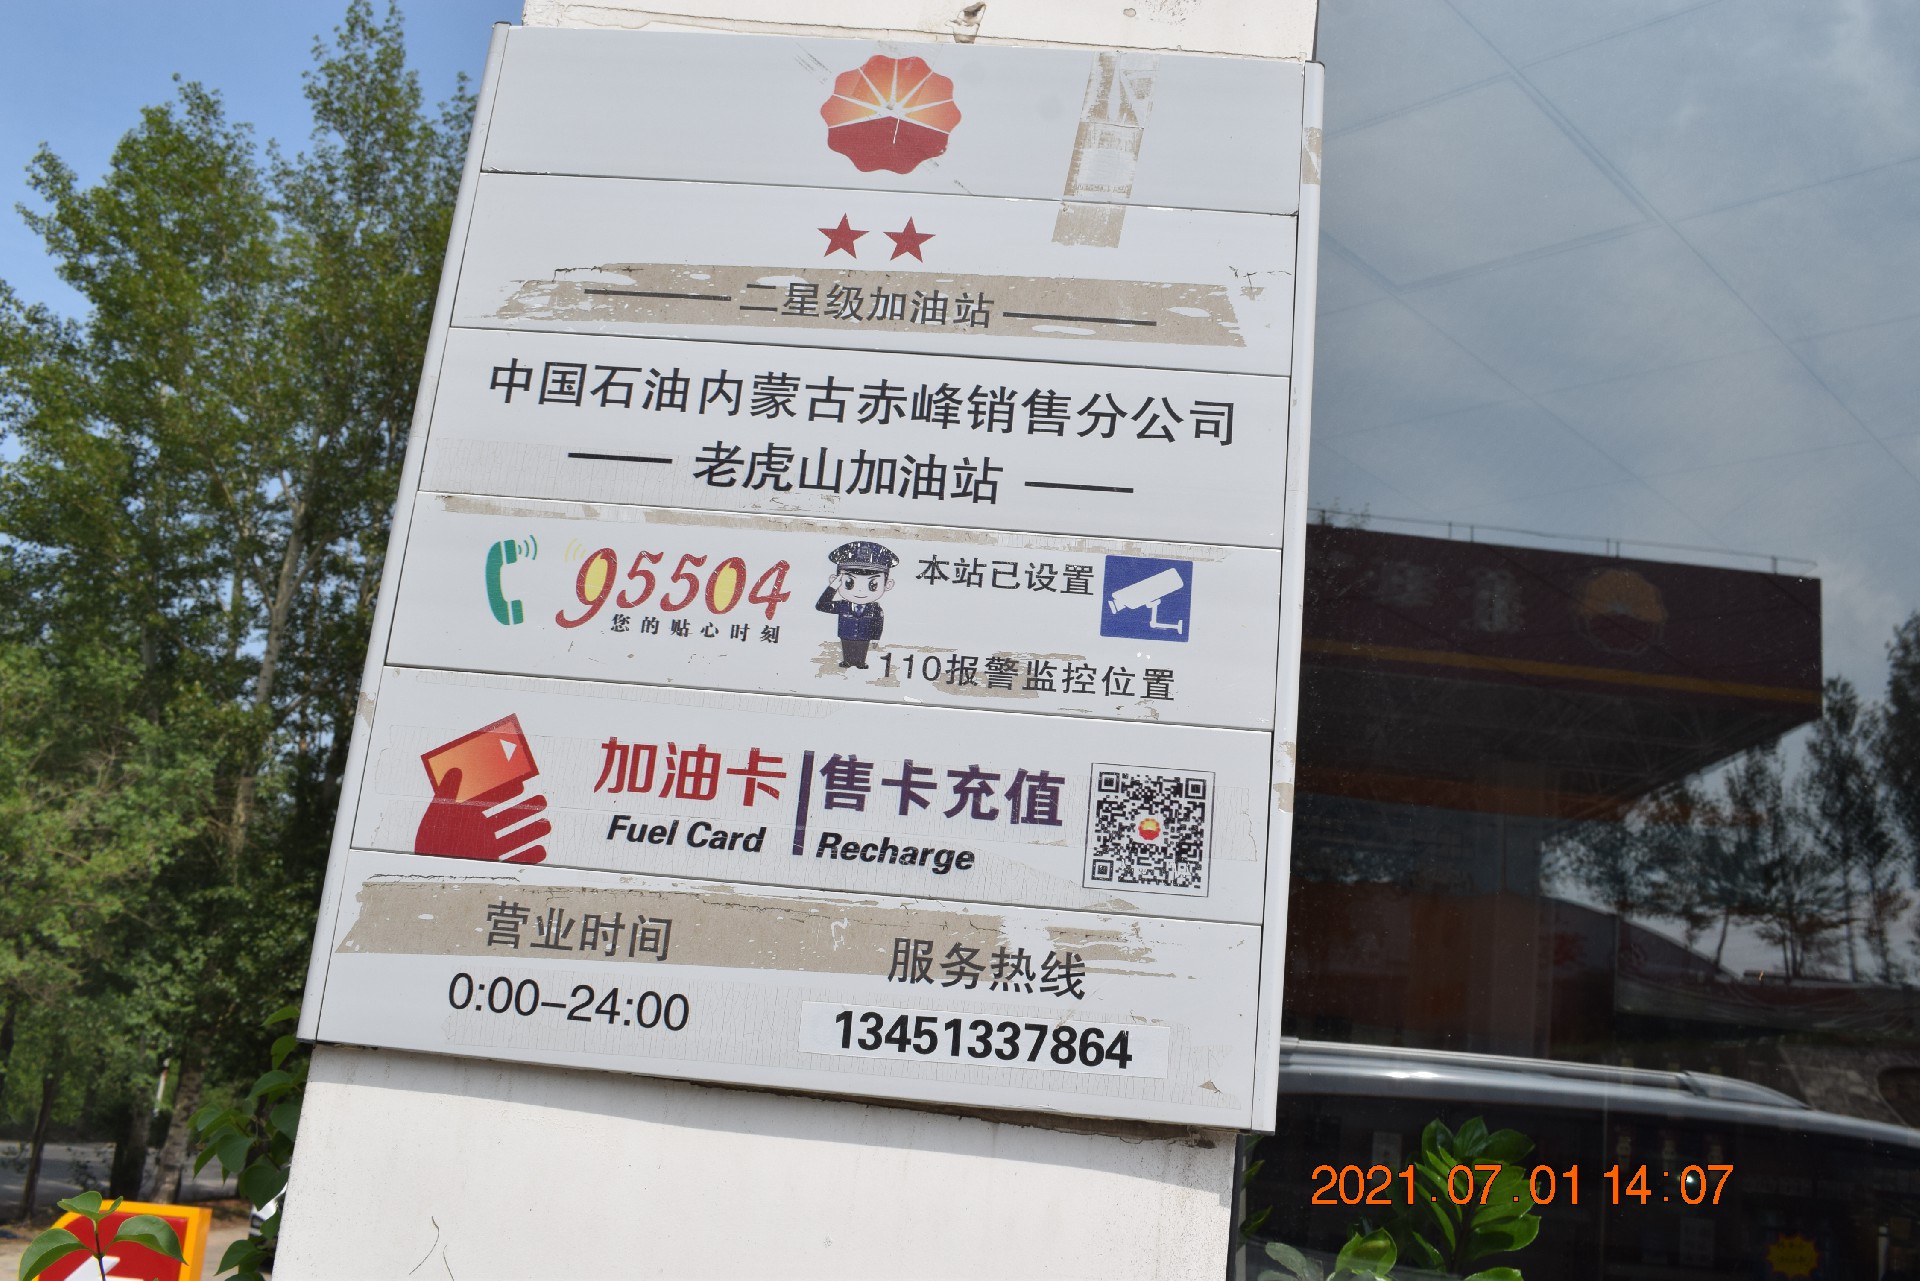 二星级加油站
中国石油内蒙古赤峰销售分公司
老虎山加油站
95504
您的贴心时刻
本站已设置
110报警监控位置
加油卡 售卡充值
Fuel Card Recharge
营业时间 服务热线
0:00-24:00 13451337864
2021.07.01 14:07